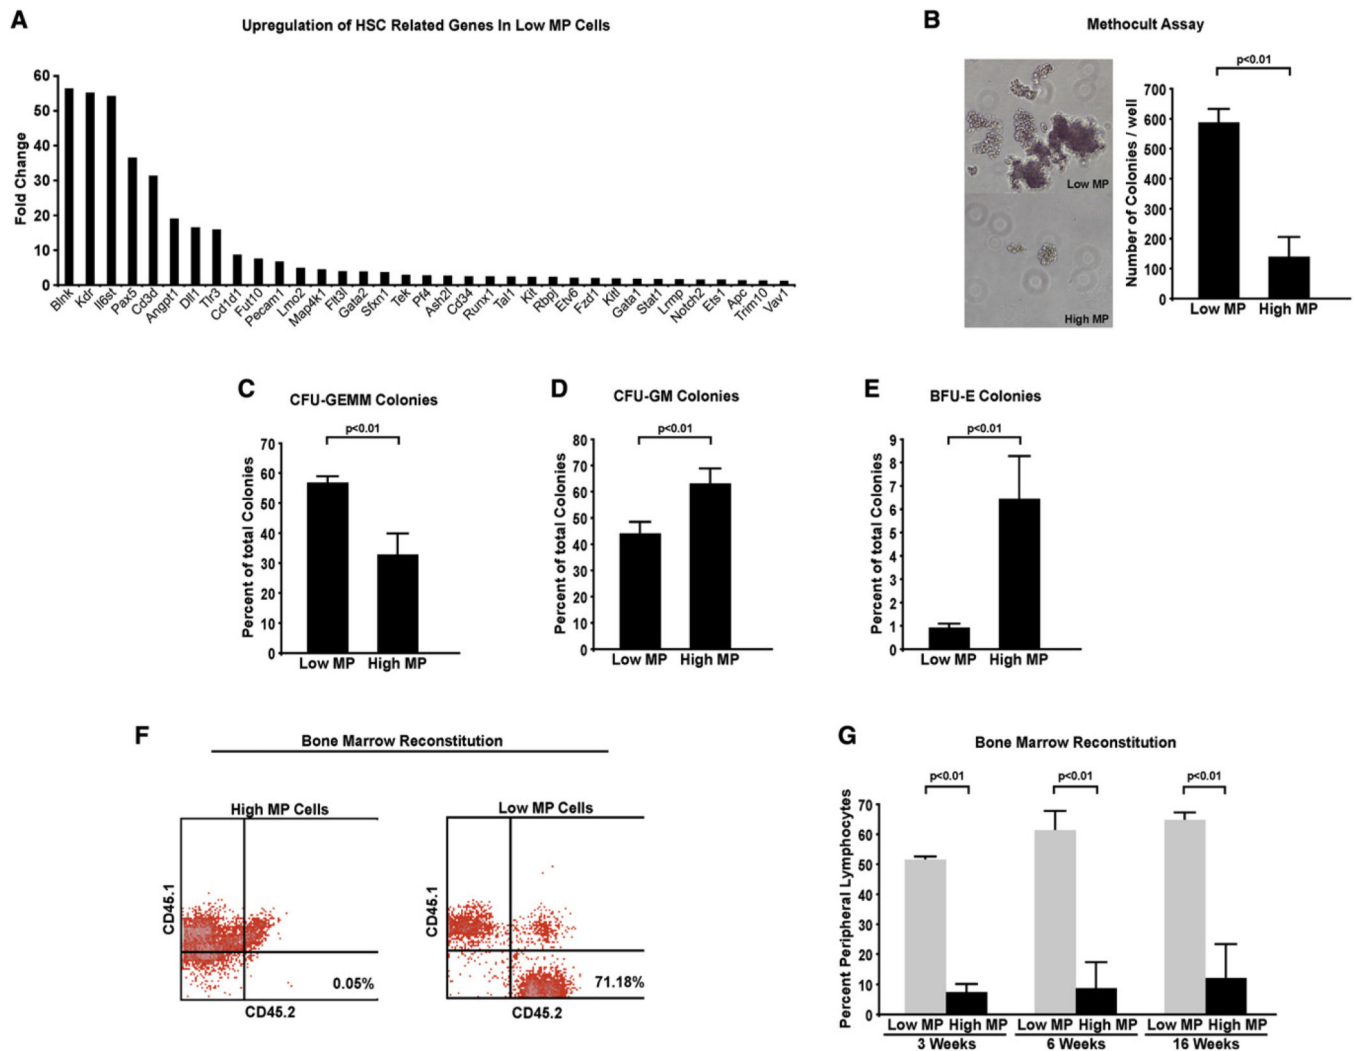 A
Upregulation of HSC Related Genes In Low MP Cells
Fold Change
60
50
40
30
20
10
0
Blnk Kdr Il6st Pax5 Cd3d Angpt1 Dll1 Tlr3 Cd1d1 Fut10 Pecam1 Lmo2 Map4k1 Flt3l Gata2 Sfxn1 Tek Pf4 Ash2l Cd34 Runx1 Tal1 Kit Rbpj Etv6 Fzd1 Kitl Gata1 Stat1 Lrmp Notch2 Ets1 Apc Trim10 Vav1
B
Methocult Assay
Low MP
High MP
p<0.01
Number of Colonies / well
700
600
500
400
300
200
100
0
Low MP High MP
C
CFU-GEMM Colonies
p<0.01
Percent of total Colonies
70
60
50
40
30
20
10
0
Low MP High MP
D
CFU-GM Colonies
p<0.01
Percent of total Colonies
80
70
60
50
40
30
20
10
0
Low MP High MP
E
BFU-E Colonies
p<0.01
Percent of total Colonies
9
8
7
6
5
4
3
2
1
0
Low MP High MP
F
Bone Marrow Reconstitution
High MP Cells
CD45.1
0.05%
CD45.2
Low MP Cells
CD45.1
71.18%
CD45.2
G
Bone Marrow Reconstitution
p<0.01 p<0.01 p<0.01
Percent Peripheral Lymphocytes
70
60
50
40
30
20
10
0
Low MP High MP Low MP High MP Low MP High MP
3 Weeks 6 Weeks 16 Weeks